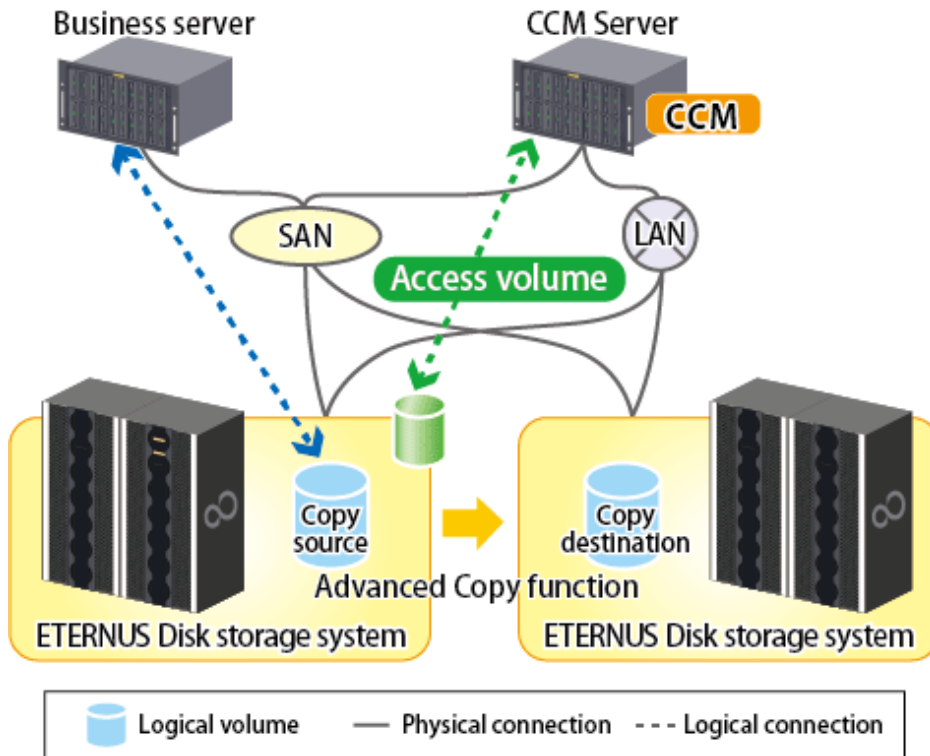 Business server
CCM Server
CCM
SAN
LAN
Access volume
Copy
source
Copy
destination
Advanced Copy function
ETERNUS Disk storage system
ETERNUS Disk storage system
Logical volume
Physical connection
Logical connection